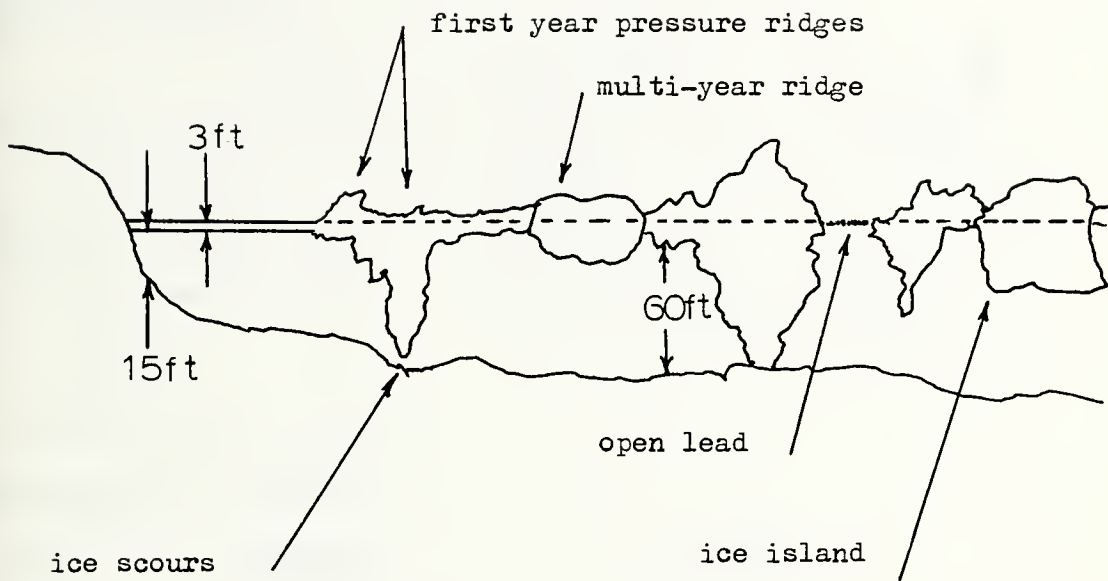 first year pressure ridges
multi-year ridge
3ft
15ft
60ft
open lead
ice island
ice scours